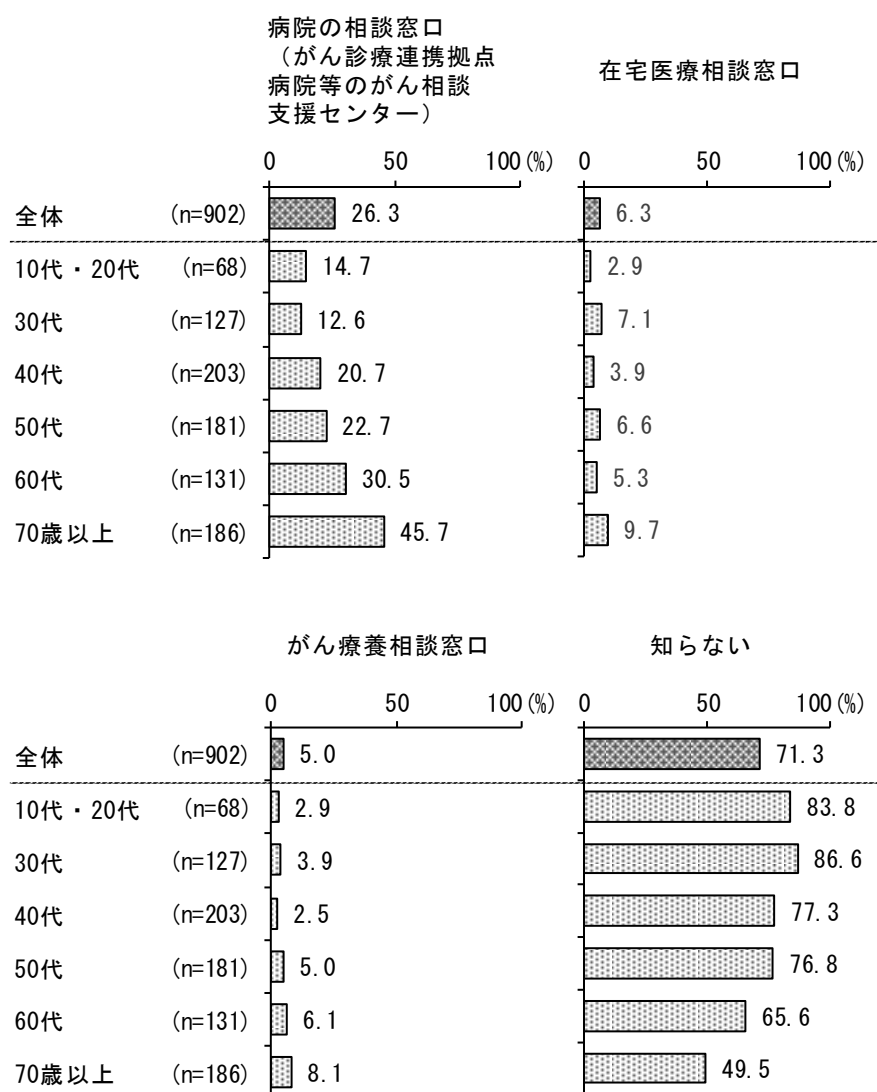 病院の相談窓口
（がん診療連携拠点
病院等のがん相談
支援センター）
在宅医療相談窓口
0 50 100(%)
0 50 100(%)
全体 (n=902) 26.3 6.3
10代・20代 (n=68) 14.7 2.9
30代 (n=127) 12.6 7.1
40代 (n=203) 20.7 3.9
50代 (n=181) 22.7 6.6
60代 (n=131) 30.5 5.3
70歳以上 (n=186) 45.7 9.7
がん療養相談窓口 知らない
0 50 100(%)
0 50 100(%)
全体 (n=902) 5.0 71.3
10代・20代 (n=68) 2.9 83.8
30代 (n=127) 3.9 86.6
40代 (n=203) 2.5 77.3
50代 (n=181) 5.0 76.8
60代 (n=131) 6.1 65.6
70歳以上 (n=186) 8.1 49.5